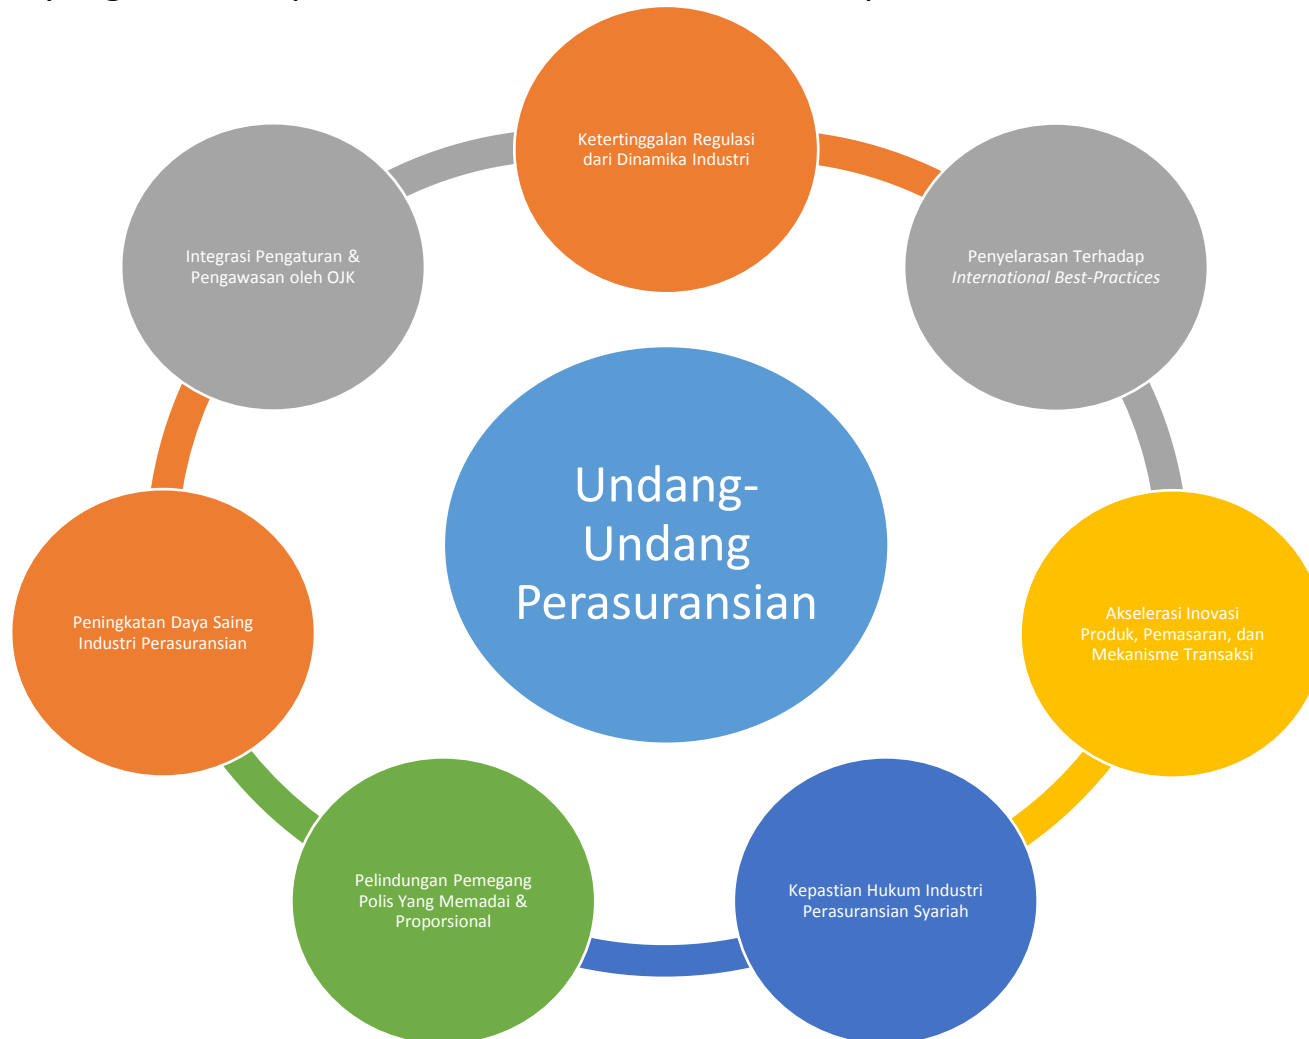 Ketertinggalan Regulasi
dari Dinamika Industri
Penyelarasan Terhadap
International Best-Practices
Akselerasi Inovasi
Produk, Pemasaran, dan
Mekanisme Transaksi
Kepastian Hukum Industri
Perasuransian Syariah
Pelindungan Pemegang
Polis Yang Memadai &
Proporsional
Peningkatan Daya Saing
Industri Perasuransian
Integrasi Pengaturan &
Pengawasan oleh OJK
Undang-
Undang
Perasuransian